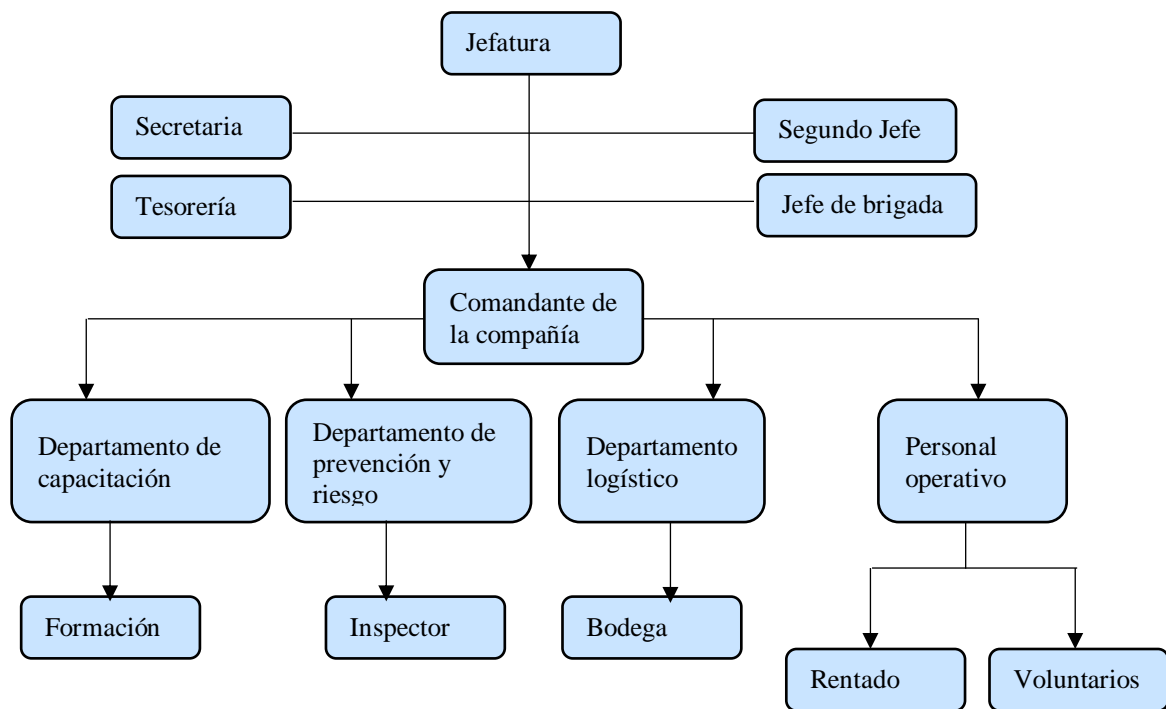 Jefatura
Secretaria
Segundo Jefe
Tesorería
Jefe de brigada
Comandante de
la compañía
Departamento de
capacitación
Departamento de
prevención y
riesgo
Departamento
logístico
Personal
operativo
Formación
Inspector
Bodega
Rentado
Voluntarios